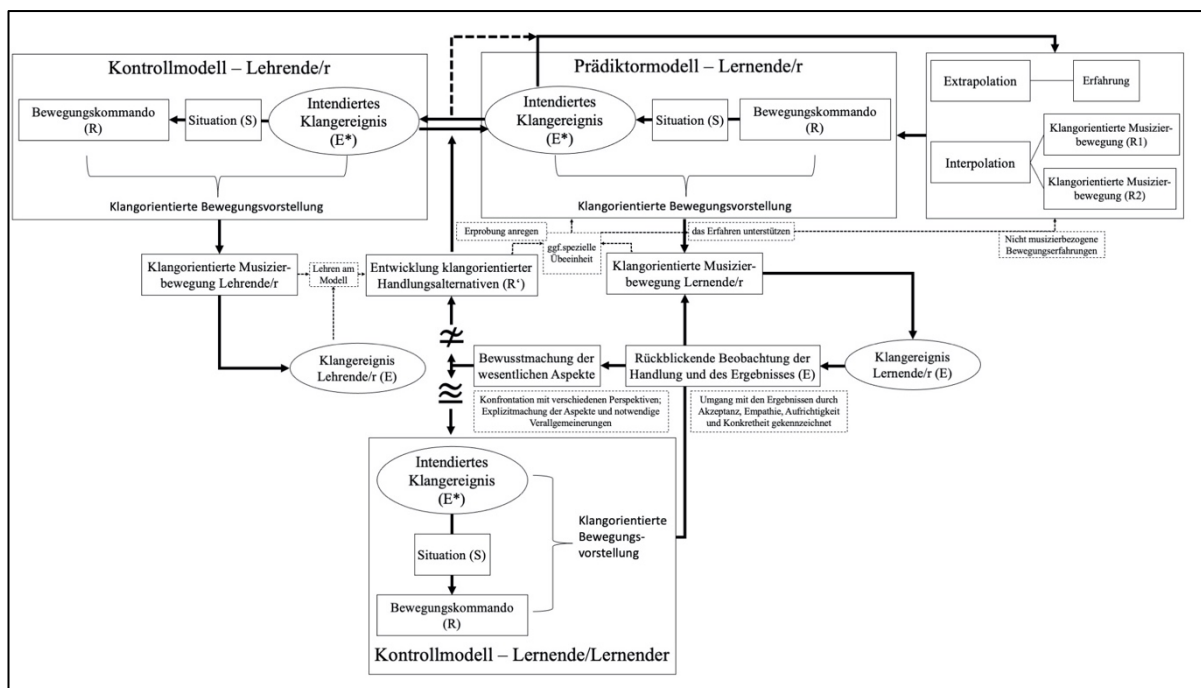 Kontrollmodell – Lehrende/r
Bewegungskommando
(R)
Situation (S)
Intendiertes
Klangereignis
(E*)
Klangorientierte Bewegungsvorstellung
Prädiktormodell – Lernende/r
Intendiertes
Klangereignis
(E*)
Situation (S)
Bewegungskommando
(R)
Klangorientierte Bewegungsvorstellung
Extrapolation
Erfahrung
Interpolation
Klangorientierte Musizier-
bewegung (R1)
Klangorientierte Musizier-
bewegung (R2)
Erprobung anregen
das Erfahren unterstützen
ggf.spezielle
Übeeinheit
Nicht musizierbezogene
Bewegungserfahrungen
Klangorientierte Musizier-
bewegung Lehrende/r
Lehren am
Modell
Entwicklung klangorientierter
Handlungsalternativen (R‘)
Klangorientierte Musizier-
bewegung Lernende/r
≉
≊
Klangereignis
Lehrende/r (E)
Bewusstmachung der
wesentlichen Aspekte
Rückblickende Beobachtung der
Handlung und des Ergebnisses (E)
Klangereignis
Lernende/r (E)
Konfrontation mit verschiedenen Perspektiven;
Explizitmachung der Aspekte und notwendige
Verallgemeinerungen
Umgang mit den Ergebnissen durch
Akzeptanz, Empathie, Aufrichtigkeit
und Konkretheit gekennzeichnet
Intendiertes
Klangereignis
(E*)
Situation (S)
Bewegungskommando
(R)
Klangorientierte
Bewegungs-
vorstellung
Kontrollmodell – Lernende/Lernender